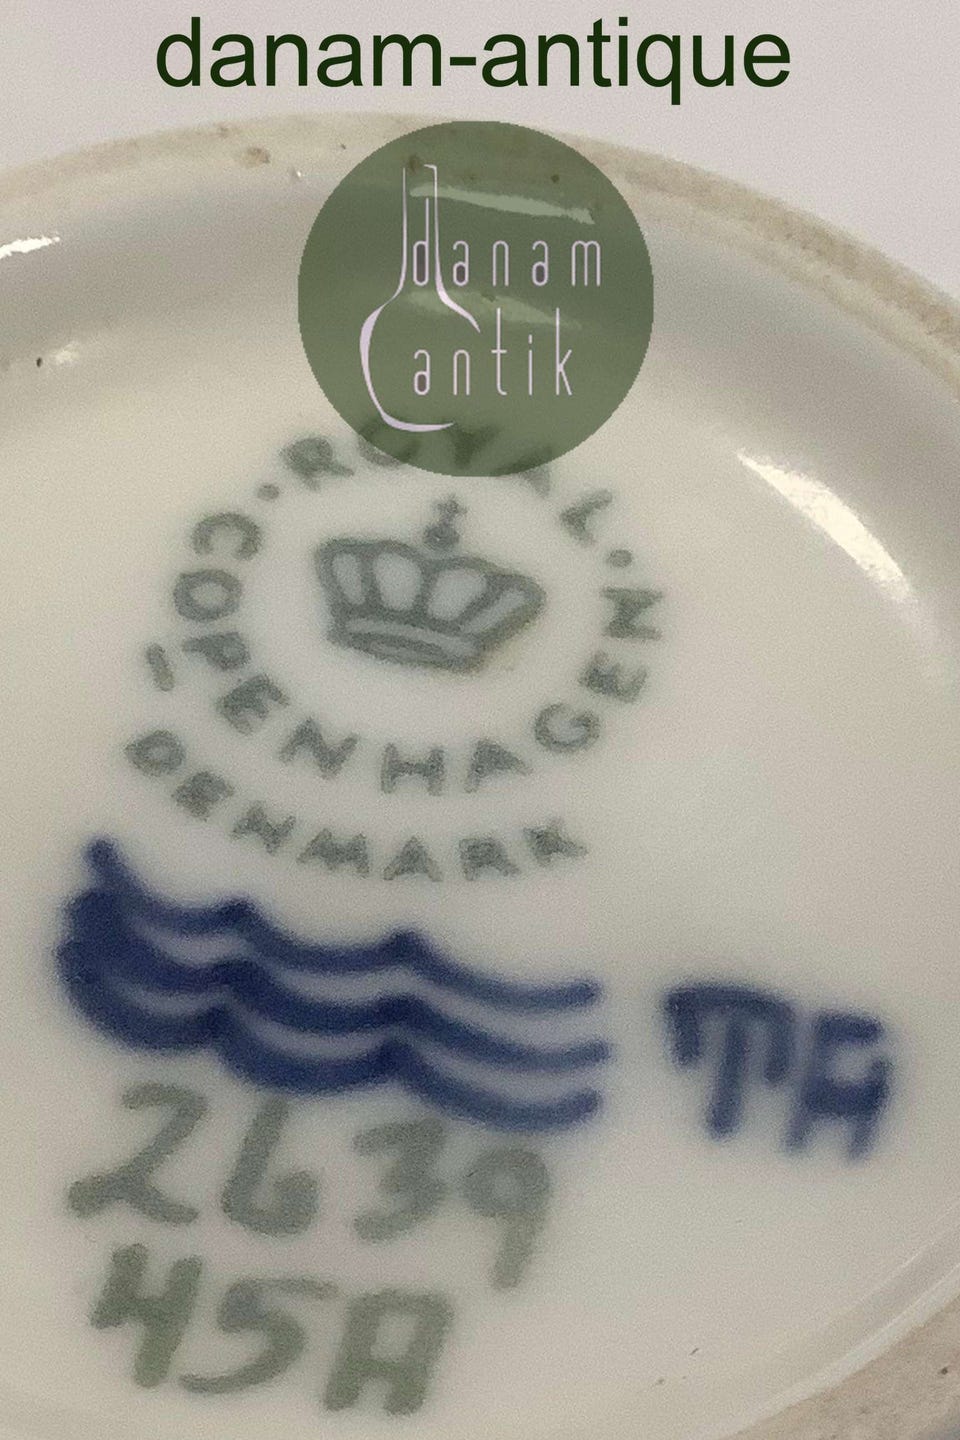 danam-antique
danam
antik
· ROYAL ·
COPENHAGEN
- DENMARK
TA
2639
45A